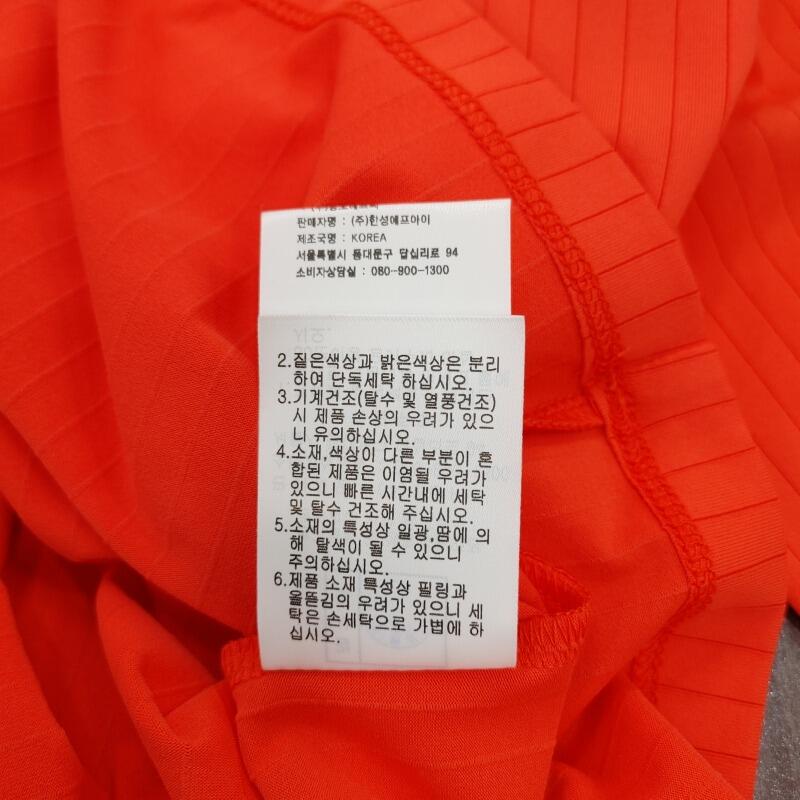 판매자명 : (주)한성에프아이
제조국명 : KOREA
서울특별시 동대문구 답십리로 94
소비자상담실 : 080-900-1300
2.짙은색상과 밝은색상은 분리
하여 단독세탁 하십시오.
3.기계건조(탈수 및 열풍건조)
시 제품 손상의 우려가 있으
니 유의하십시오.
4.소재,색상이 다른 부분이 혼
합된 제품은 이염될 우려가
있으니 빠른 시간내에 세탁
및 탈수 건조해 주십시오.
5.소재의 특성상 일광,땀에 의
해 탈색이 될 수 있으니
주의하십시오.
6.제품 소재 특성상 필링과
올뜯김의 우려가 있으니 세
탁은 손세탁으로 가볍에 하
십시오.